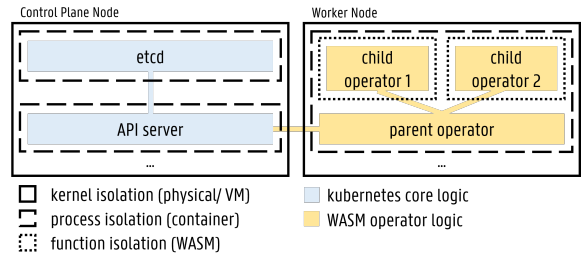 Control Plane Node
Worker Node
etcd
API server
...
child
operator 1
child
operator 2
parent operator
...
kernel isolation (physical/ VM)
process isolation (container)
function isolation (WASM)
kubernetes core logic
WASM operator logic